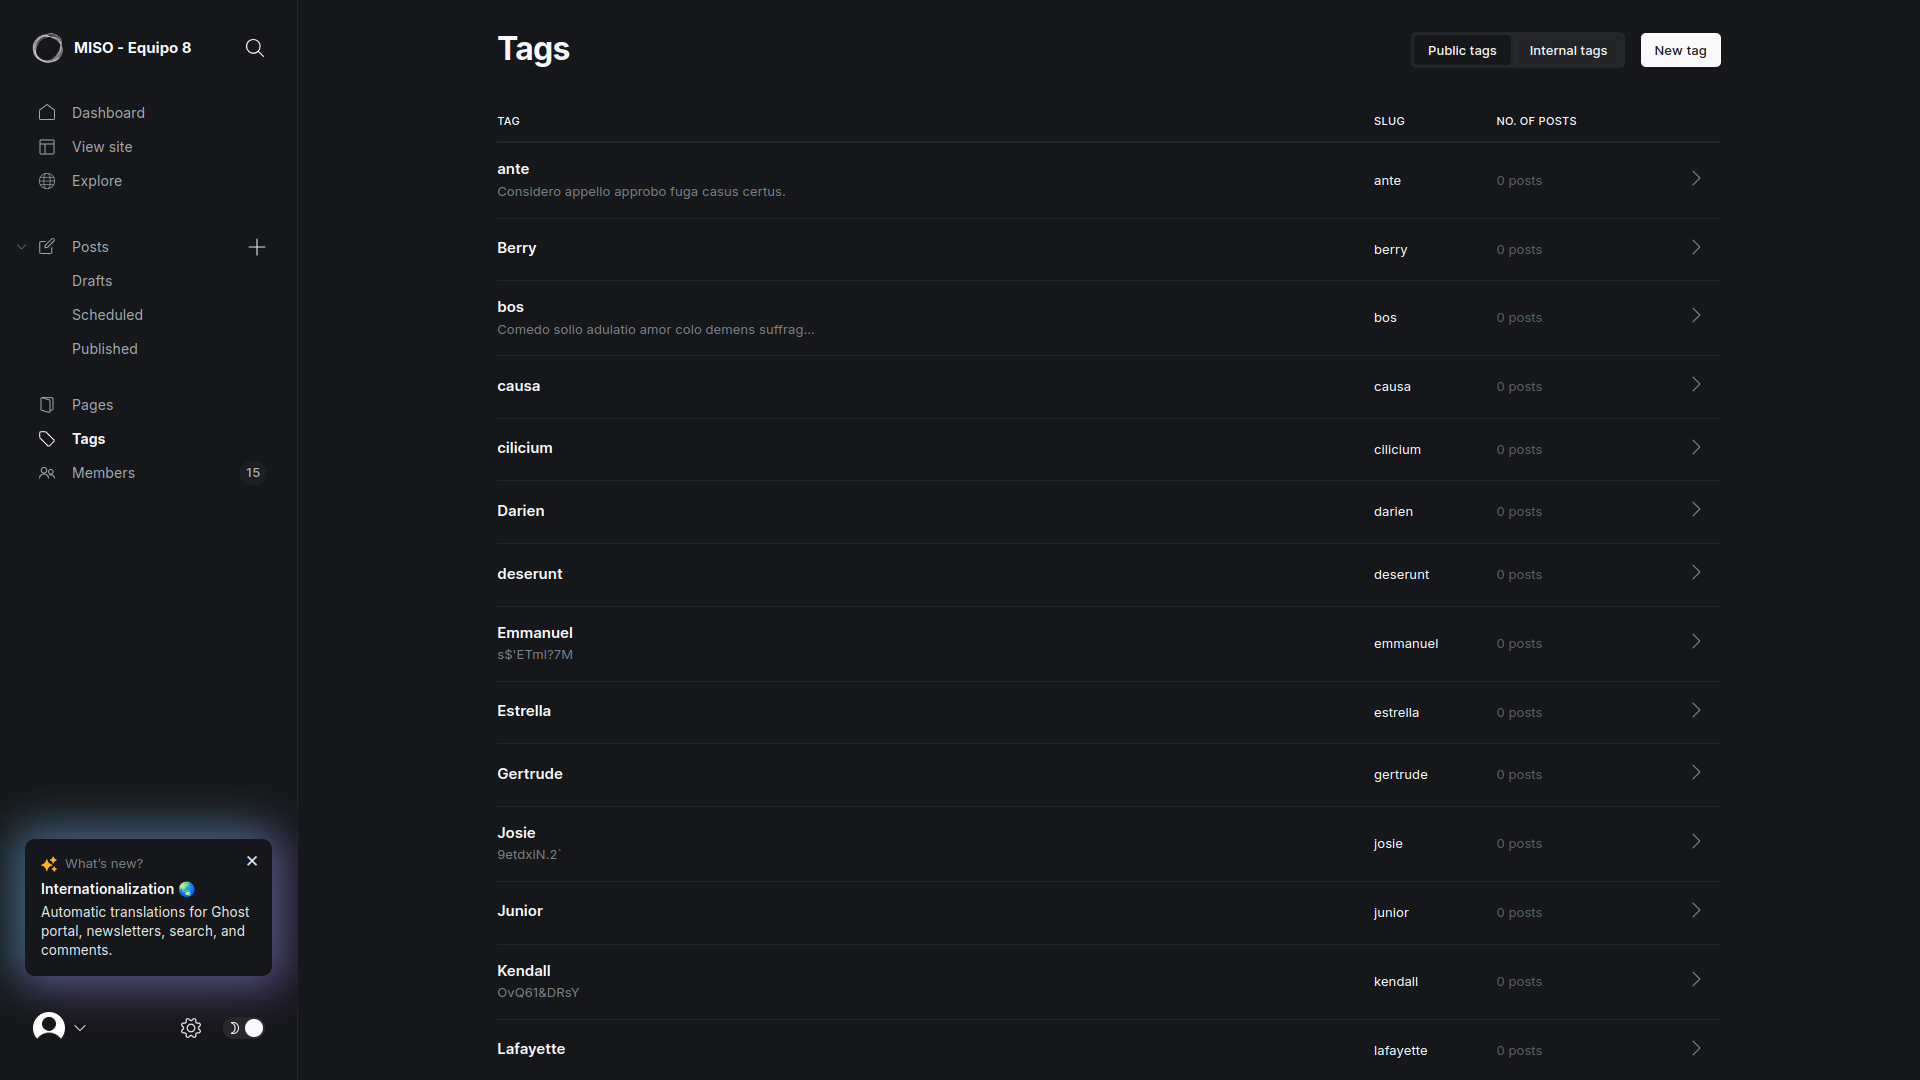 MISO - Equipo 8
Dashboard
View site
Explore
Posts
Drafts
Scheduled
Published
Pages
Tags
Members 15
What's new?
Internationalization 🌏
Automatic translations for Ghost
portal, newsletters, search, and
comments.
Tags
Public tags Internal tags New tag
TAG SLUG NO. OF POSTS
ante
Considero appello approbo fuga casus certus.
ante 0 posts
Berry berry 0 posts
bos
Comedo sollo adulatio amor colo demens suffrag...
bos 0 posts
causa causa 0 posts
cilicium cilicium 0 posts
Darien darien 0 posts
deserunt deserunt 0 posts
Emmanuel
s$'ETml?7M
emmanuel 0 posts
Estrella estrella 0 posts
Gertrude gertrude 0 posts
Josie
9etdxiN.2`
josie 0 posts
Junior junior 0 posts
Kendall
OvQ61&DRsY
kendall 0 posts
Lafayette lafayette 0 posts